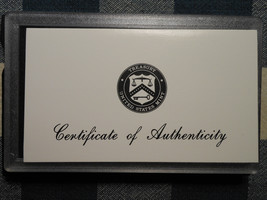 TREASURY
UNITED STATES MINT
Certificate of Authenticity